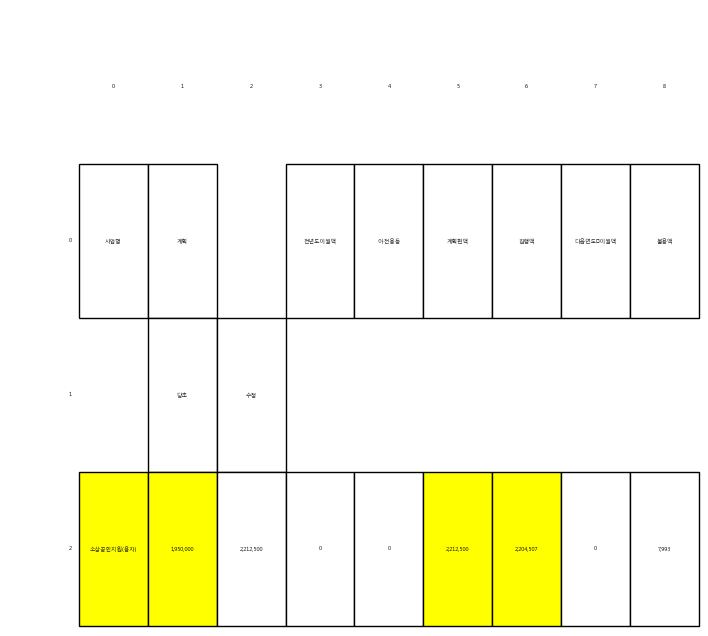 0 1 2 3 4 5 6 7 8
0 사업명 계획 전년도이월액 이전용등 계획현액 집행액 다음연도로이월액 불용액
1 당초 수정
2 소상공인지원(융자) 1,950,000 2,212,500 0 0 2,212,500 2,204,507 0 7,993